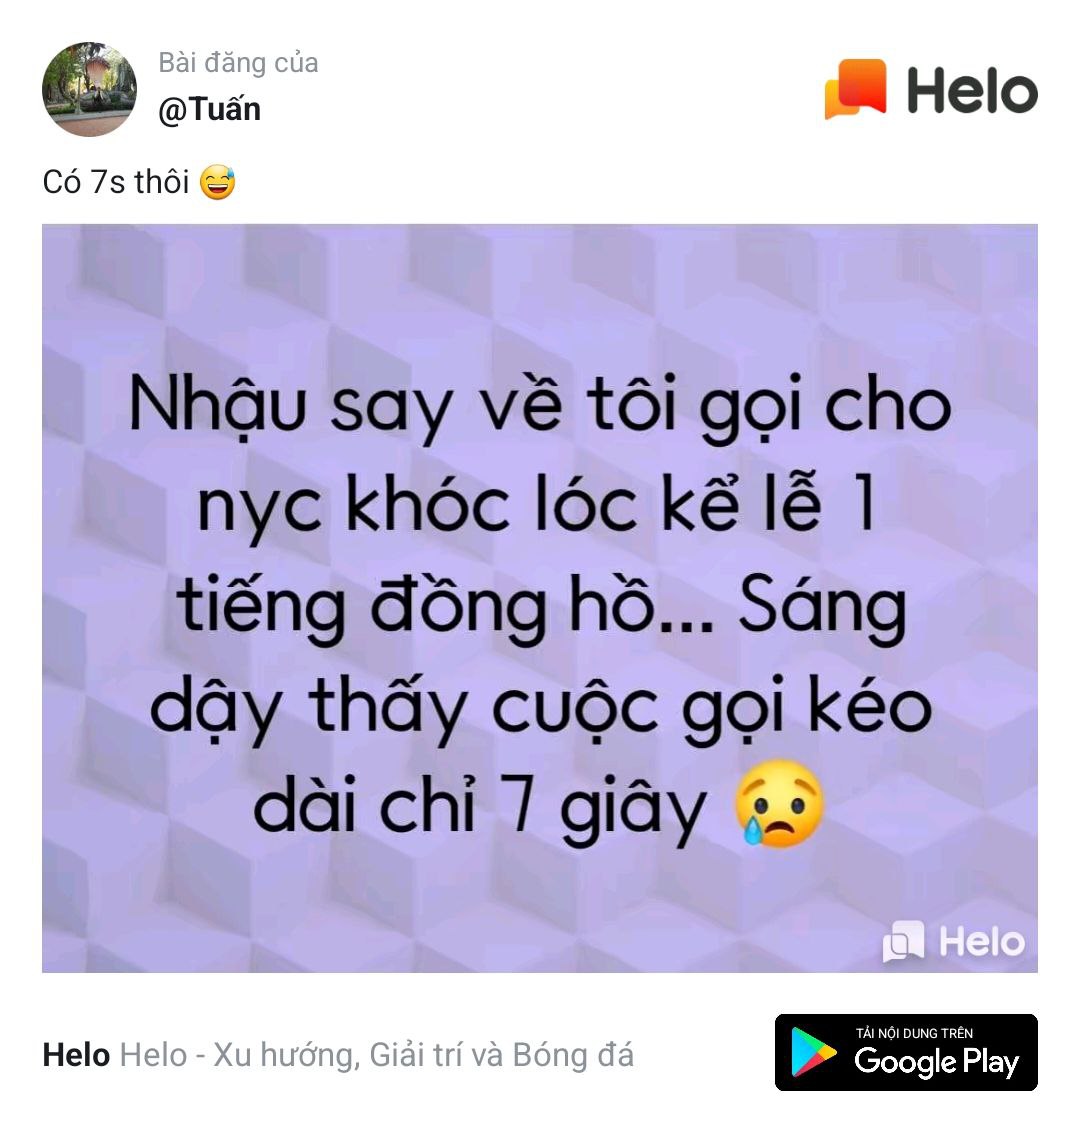 Bài đăng của
@Tuấn
Helo
Có 7s thôi 😅
Nhậu say về tôi gọi cho
nyc khóc lóc kể lễ 1
tiếng đồng hồ... Sáng
dậy thấy cuộc gọi kéo
dài chỉ 7 giây 😢
Helo
Helo Helo - Xu hướng, Giải trí và Bóng đá
TẢI NỘI DUNG TRÊN
Google Play